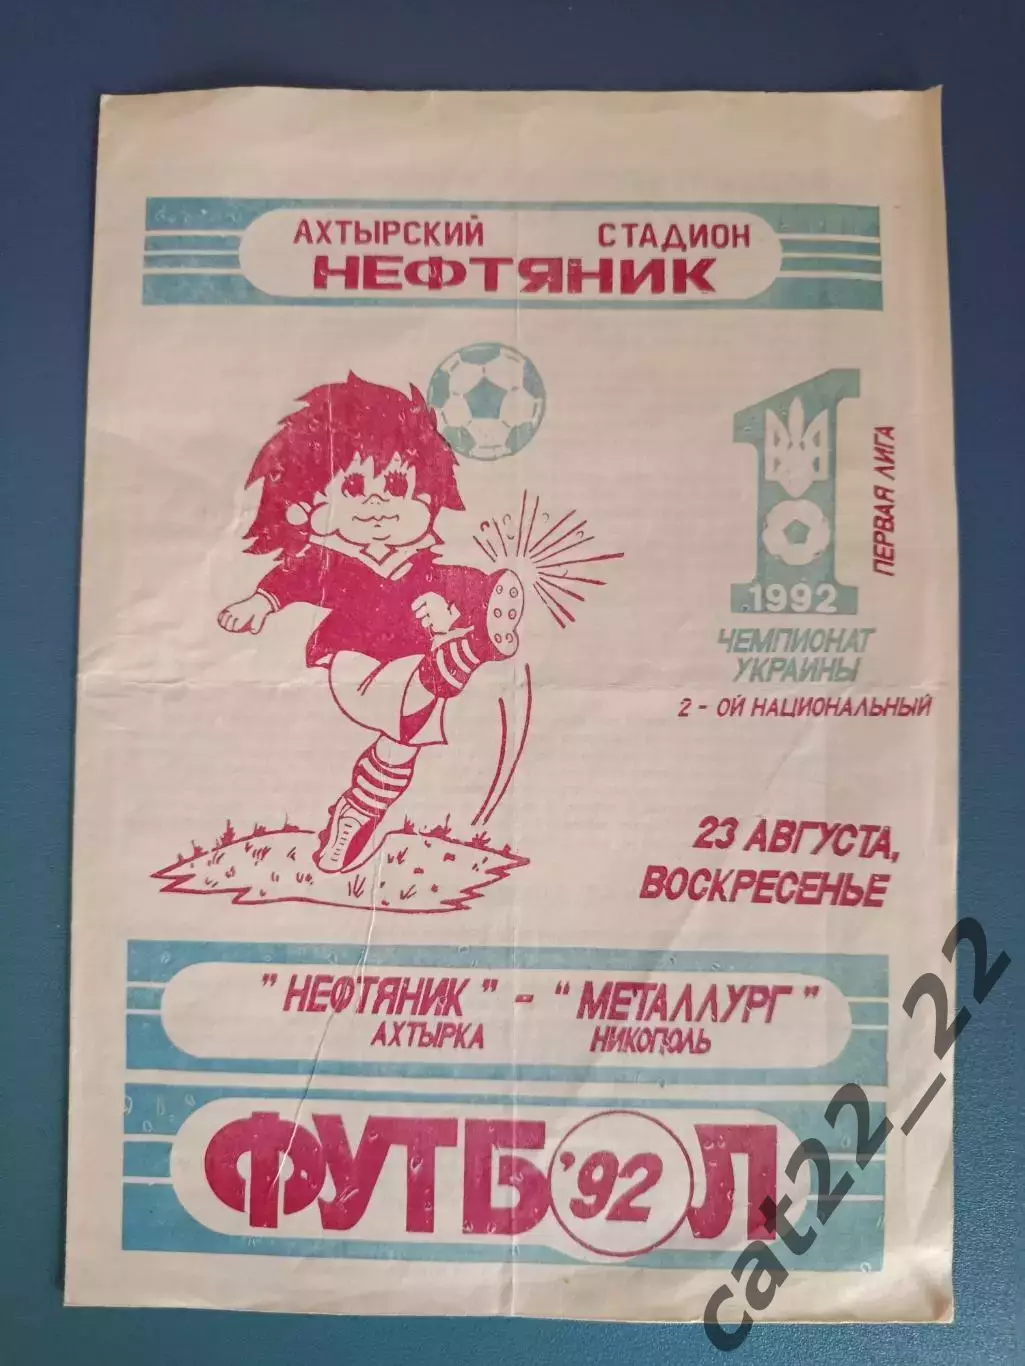 АХТЫРСКИЙ СТАДИОН
НЕФТЯНИК
1
1992
ПЕРВАЯ ЛИГА
ЧЕМПИОНАТ
УКРАИНЫ
2 - ОЙ НАЦИОНАЛЬНЫЙ
23 АВГУСТА,
ВОСКРЕСЕНЬЕ
" НЕФТЯНИК " - " МЕТАЛЛУРГ "
АХТЫРКА НИКОПОЛЬ
ФУТБ'92Л
cat22_22